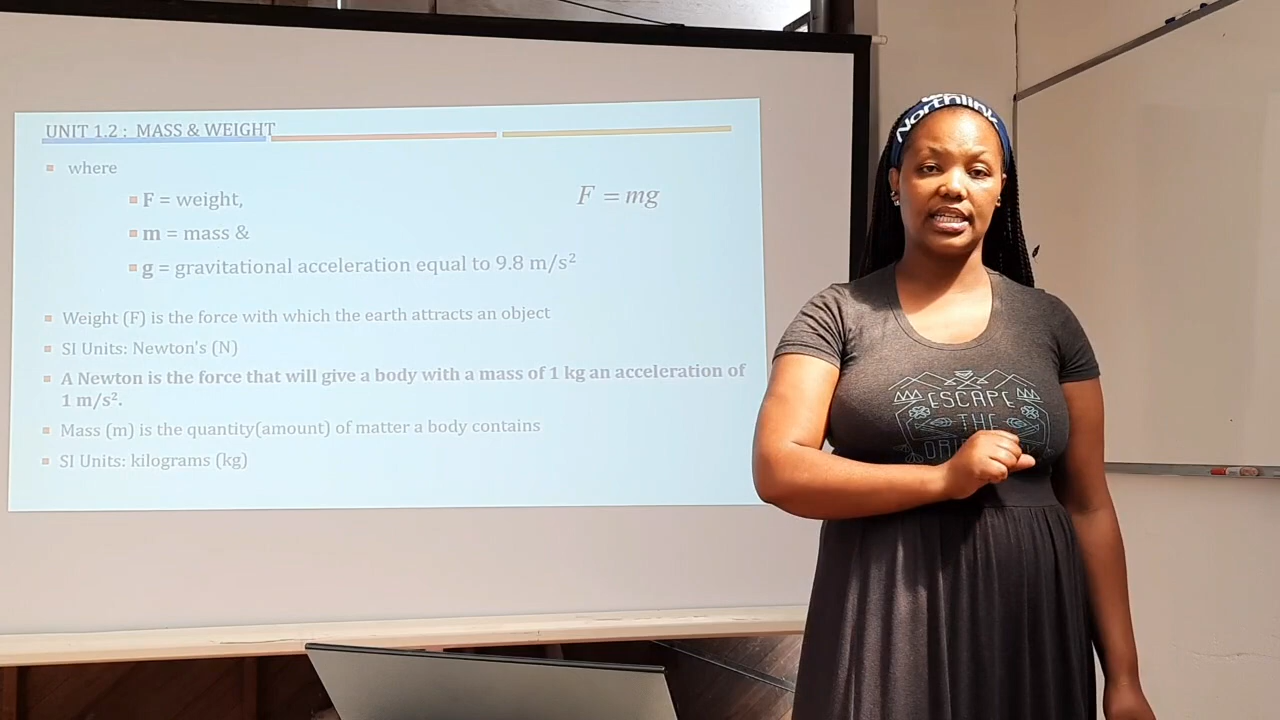 UNIT 1.2 : MASS & WEIGHT
where
F = weight,
F = mg
m = mass &
g = gravitational acceleration equal to 9.8 m/s²
Weight (F) is the force with which the earth attracts an object
SI Units: Newton's (N)
A Newton is the force that will give a body with a mass of 1 kg an acceleration of
1 m/s².
Mass (m) is the quantity(amount) of matter a body contains
SI Units: kilograms (kg)
Northlink
ESCAPE
THE